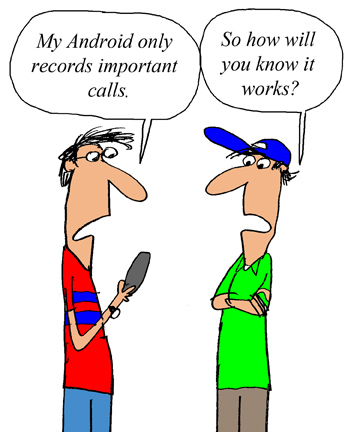 My Android only
records important
calls.
So how will
you know it
works?